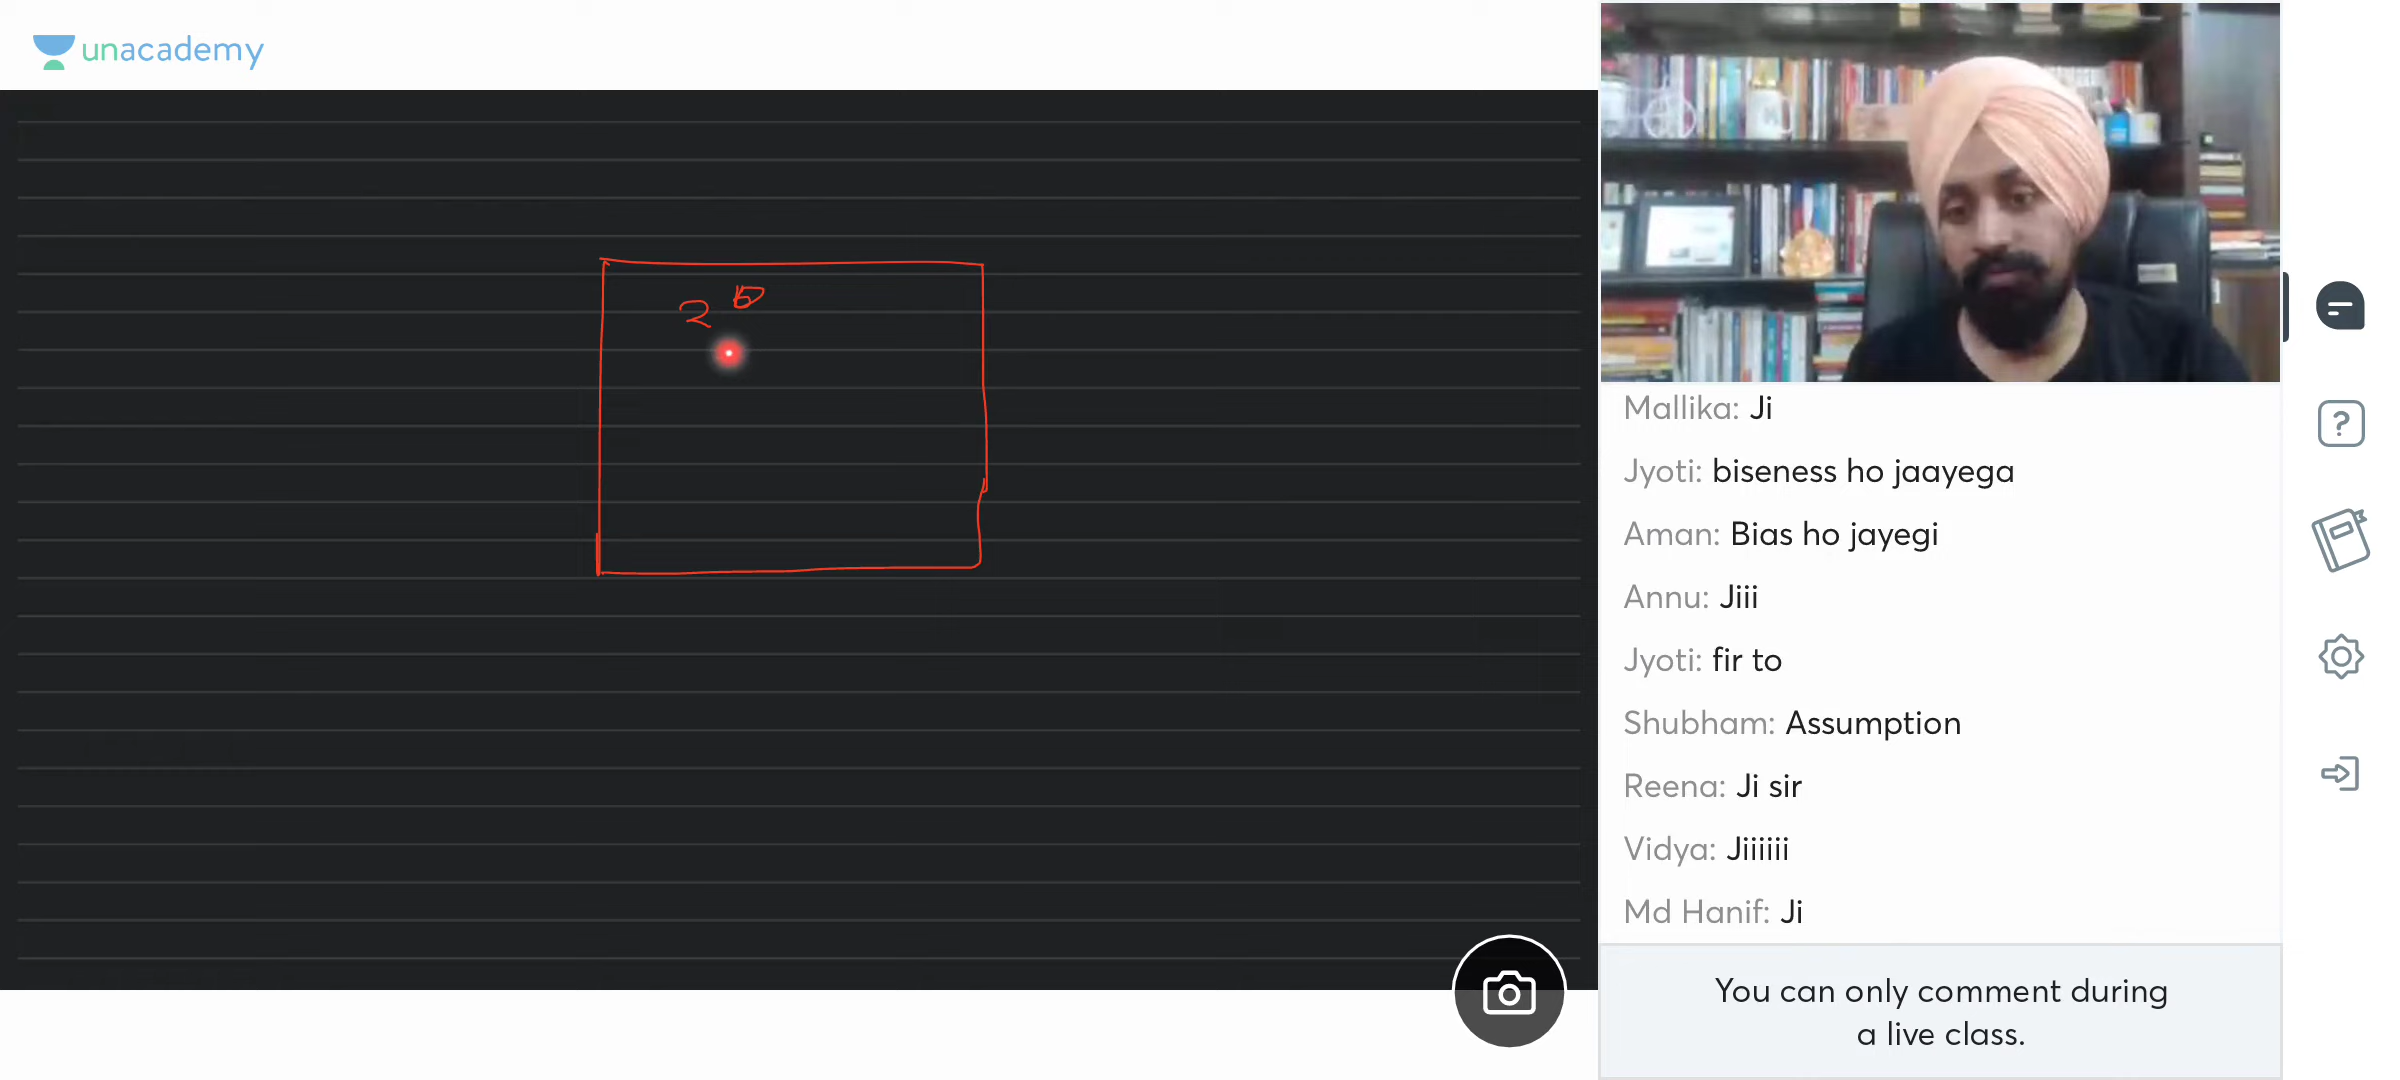 unacademy
2 5
Mallika: Ji
Jyoti: biseness ho jaayega
Aman: Bias ho jayegi
Annu: Jiii
Jyoti: fir to
Shubham: Assumption
Reena: Ji sir
Vidya: Jiiiiii
Md Hanif: Ji
You can only comment during
a live class.